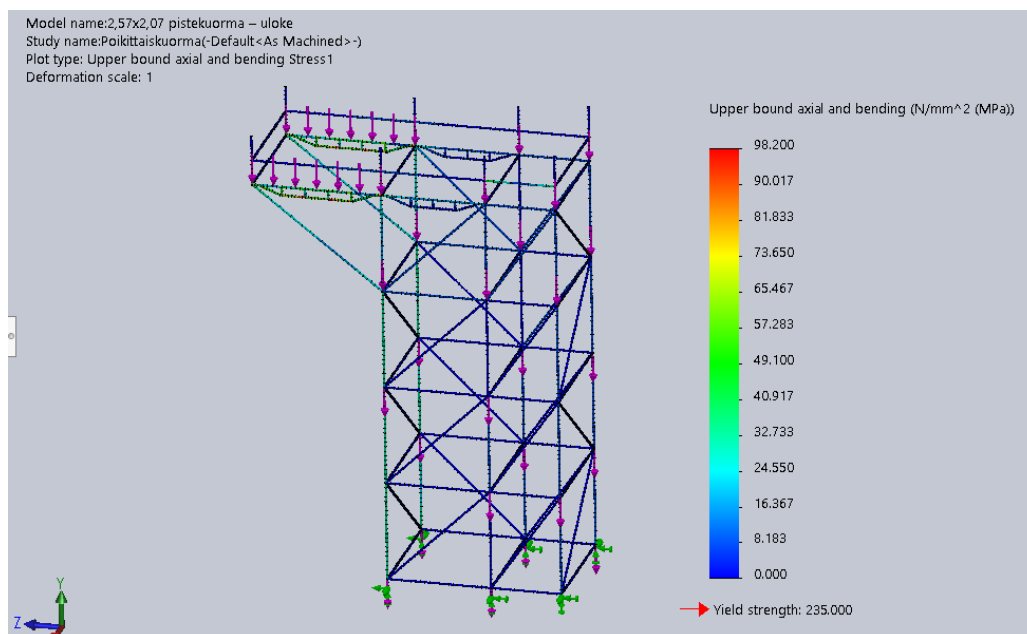 Model name:2,57x2,07 pistekuorma – uloke
Study name:Poikittaiskuorma(-Default<As Machined>-)
Plot type: Upper bound axial and bending Stress1
Deformation scale: 1
Upper bound axial and bending (N/mm^2 (MPa))
98.200
90.017
81.833
73.650
65.467
57.283
49.100
40.917
32.733
24.550
16.367
8.183
0.000
Yield strength: 235.000
Y
Z